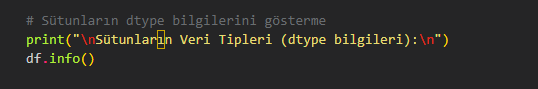 # Sütunların dtype bilgilerini gösterme
print("\nSütunların Veri Tipleri (dtype bilgileri):\n")
df.info()